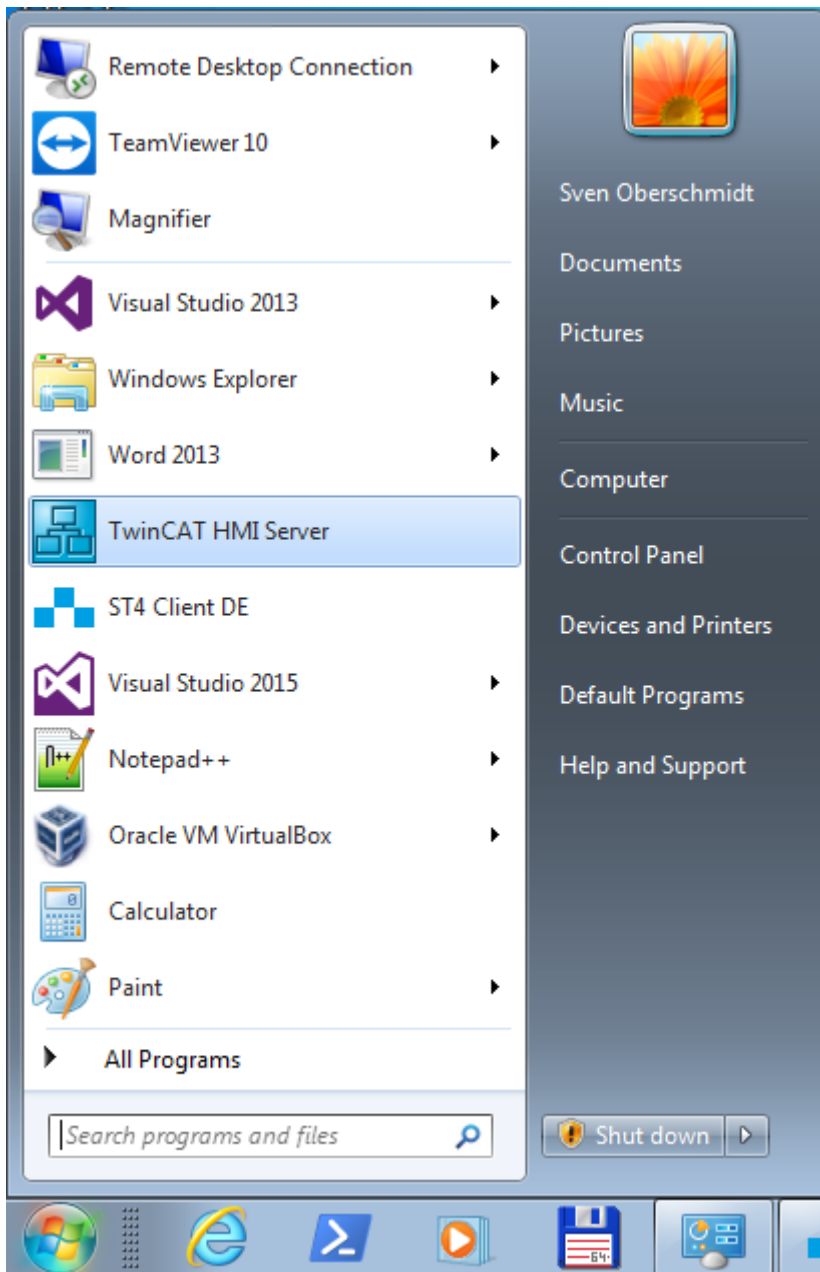 Remote Desktop Connection
TeamViewer 10
Magnifier
Visual Studio 2013
Windows Explorer
Word 2013
TwinCAT HMI Server
ST4 Client DE
Visual Studio 2015
Notepad++
Oracle VM VirtualBox
Calculator
Paint
All Programs
Search programs and files
Sven Oberschmidt
Documents
Pictures
Music
Computer
Control Panel
Devices and Printers
Default Programs
Help and Support
Shut down
64